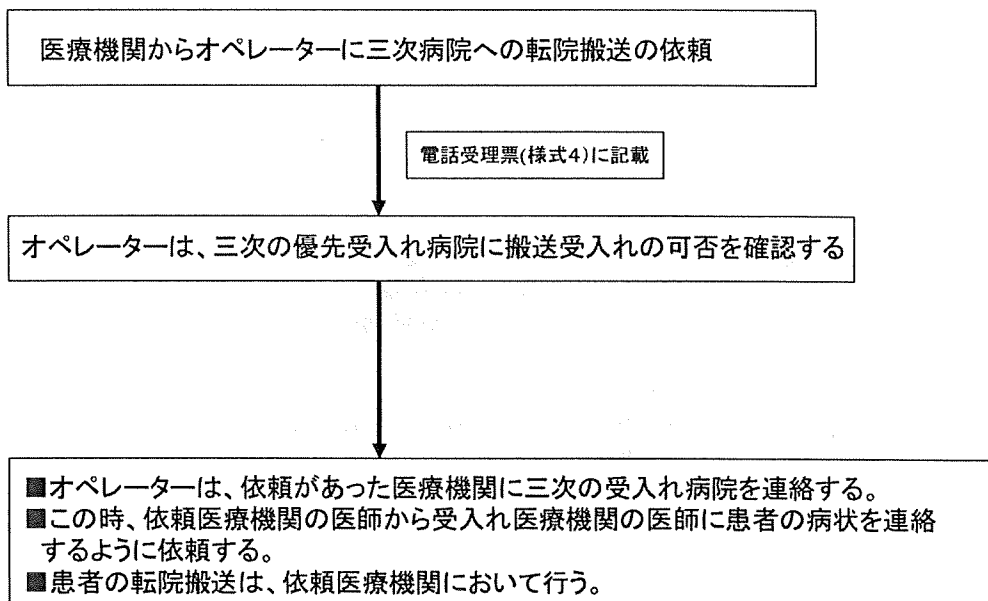 医療機関からオペレーターに三次病院への転院搬送の依頼
電話受理票(様式4)に記載
オペレーターは、三次の優先受入れ病院に搬送受入れの可否を確認する
■オペレーターは、依頼があった医療機関に三次の受入れ病院を連絡する。
■この時、依頼医療機関の医師から受入れ医療機関の医師に患者の病状を連絡
するように依頼する。
■患者の転院搬送は、依頼医療機関において行う。